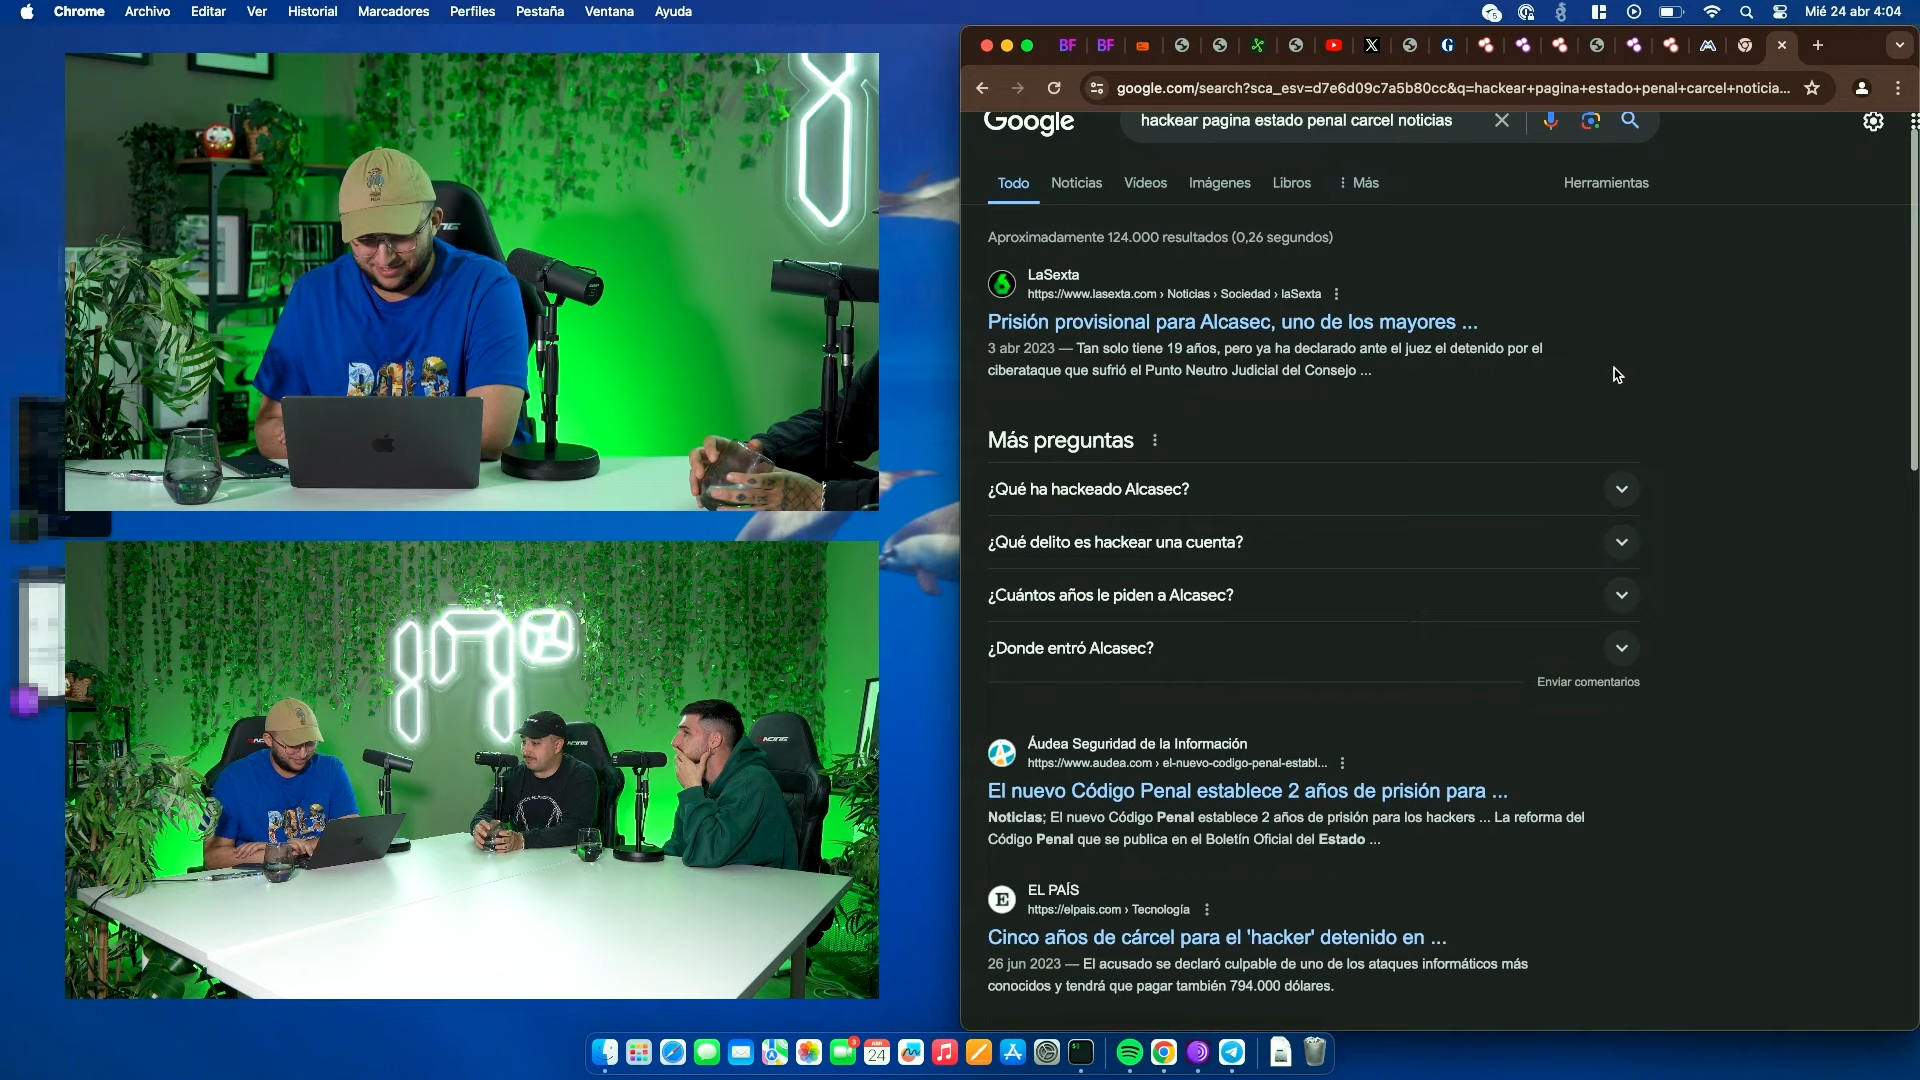 Chrome Archivo Editar Ver Historial Marcadores Perfiles Pestaña Ventana Ayuda
5
Mié 24 abr 4:04
BF
BF
G
google.com/search?sca_esv=d7e6d09c7a5b80cc&q=hackear+pagina+estado+penal+carcel+noticia...
Google
hackear pagina estado penal carcel noticias
Todo Noticias Vídeos Imágenes Libros Más Herramientas
Aproximadamente 124.000 resultados (0,26 segundos)
LaSexta
https://www.lasexta.com › Noticias › Sociedad › laSexta
Prisión provisional para Alcasec, uno de los mayores ...
3 abr 2023 — Tan solo tiene 19 años, pero ya ha declarado ante el juez el detenido por el
ciberataque que sufrió el Punto Neutro Judicial del Consejo ...
Más preguntas
¿Qué ha hackeado Alcasec?
¿Qué delito es hackear una cuenta?
¿Cuántos años le piden a Alcasec?
¿Donde entró Alcasec?
Enviar comentarios
Áudea Seguridad de la Información
https://www.audea.com › el-nuevo-codigo-penal-establ...
El nuevo Código Penal establece 2 años de prisión para ...
Noticias; El nuevo Código Penal establece 2 años de prisión para los hackers ... La reforma del
Código Penal que se publica en el Boletín Oficial del Estado ...
E
EL PAÍS
https://elpais.com › Tecnología
Cinco años de cárcel para el 'hacker' detenido en ...
26 jun 2023 — El acusado se declaró culpable de uno de los ataques informáticos más
conocidos y tendrá que pagar también 794.000 dólares.
3
24